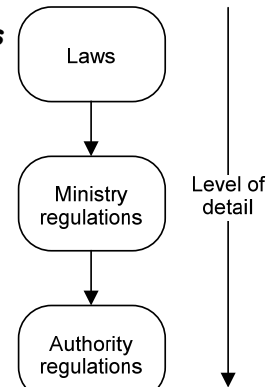 s
Laws
Ministry
regulations
Level of
detail
Authority
regulations